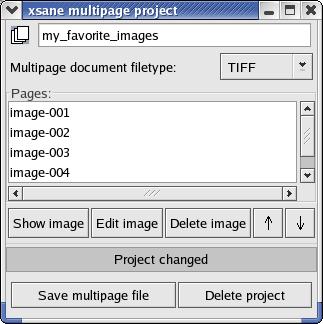 xsane multipage project
my_favorite_images
Multipage document filetype: TIFF
Pages:
image-001
image-002
image-003
image-004
Show image Edit image Delete image
Project changed
Save multipage file Delete project